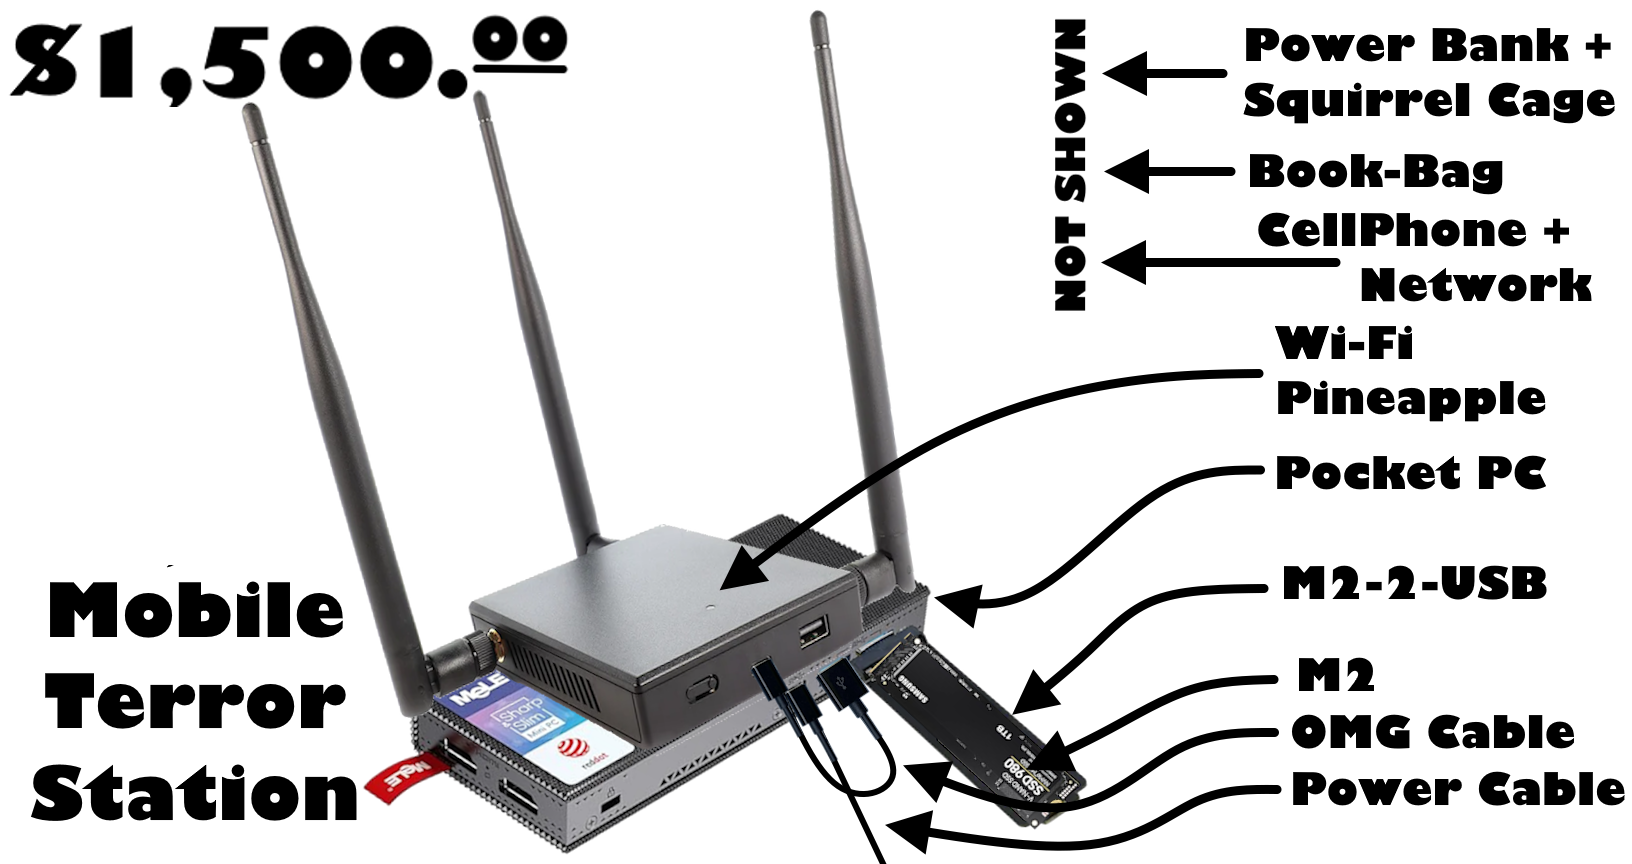 $1,500.00
NOT SHOWN
Power Bank +
Squirrel Cage
Book-Bag
CellPhone +
Network
Wi-Fi
Pineapple
Pocket PC
M2-2-USB
M2
OMG Cable
Power Cable
Mobile
Terror
Station
MeLE
Sharp
& Slim
Mini PC
reddot
MeLE
SAMSUNG
1TB
SSD 980
V-NAND SSD